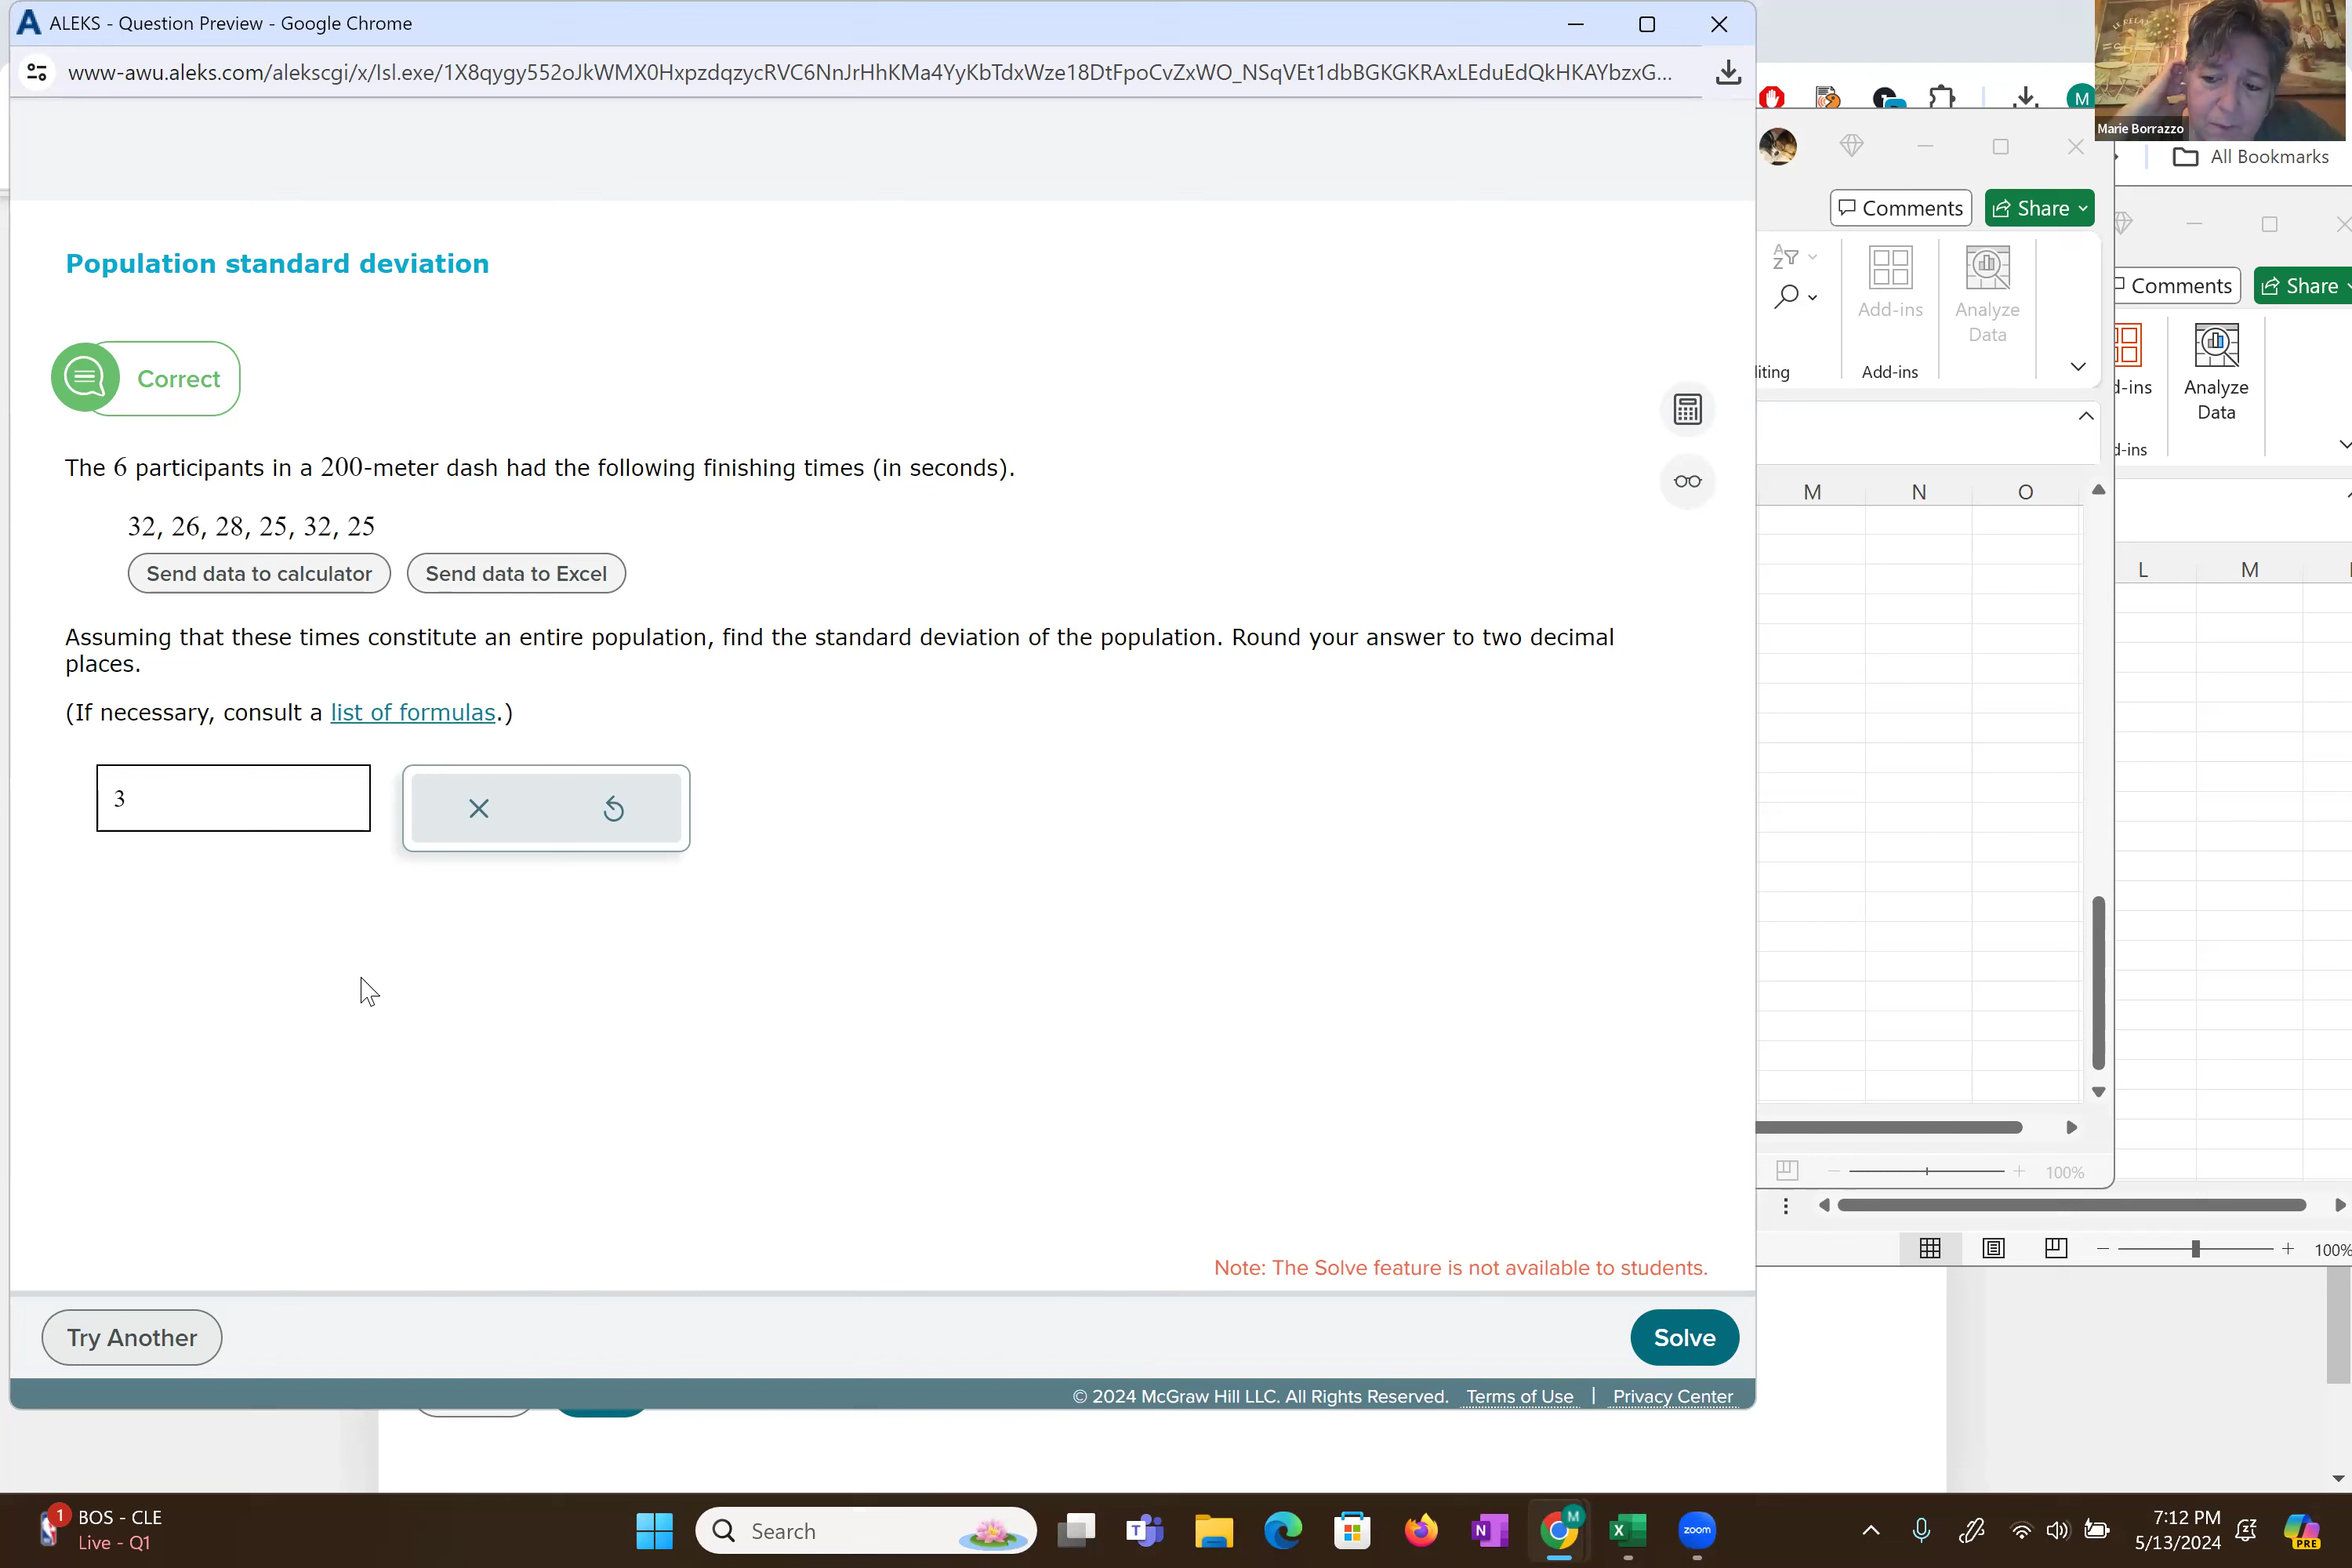 ALEKS - Question Preview - Google Chrome
www-awu.aleks.com/alekscgi/x/Isl.exe/1X8qygy552oJkWMX0HxpzdqzycRVC6NnJrHhKMa4YyKbTdxWze18DtFpoCvZxWO_NSqVEt1dbBGKGKRAxLEduEdQkHKAYbzxG...
M
Marie Borrazzo
All Bookmarks
Comments
Share
Comments
Share
Add-ins
Analyze
Data
iting
Add-ins
d-ins
Analyze
Data
d-ins
M N O
L M
100%
100%
Population standard deviation
Correct
The 6 participants in a 200-meter dash had the following finishing times (in seconds).
32, 26, 28, 25, 32, 25
Send data to calculator
Send data to Excel
Assuming that these times constitute an entire population, find the standard deviation of the population. Round your answer to two decimal
places.
(If necessary, consult a list of formulas.)
3
Note: The Solve feature is not available to students.
Try Another
Solve
© 2024 McGraw Hill LLC. All Rights Reserved. Terms of Use | Privacy Center
1
BOS - CLE
Live - Q1
Search
T
N
M
X
zoom
7:12 PM
5/13/2024
PRE